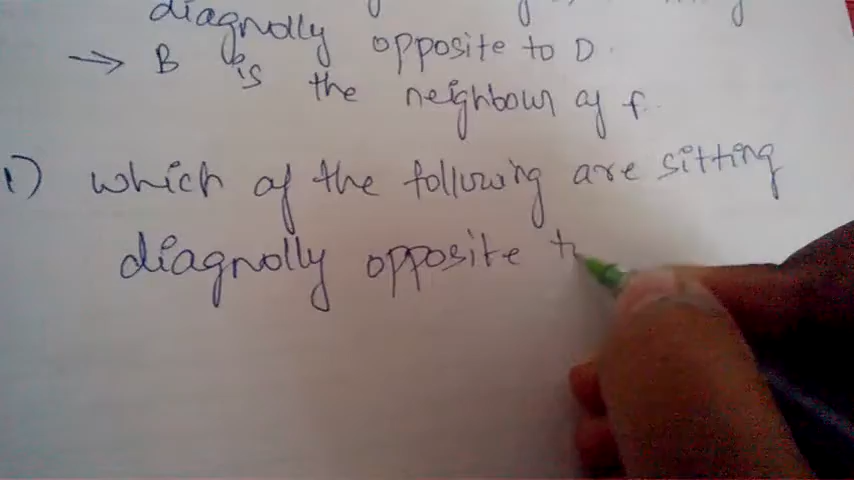 diagnolly opposite to D.
→ B is the neighbour of F.
1) which of the following are sitting
diagnolly opposite t